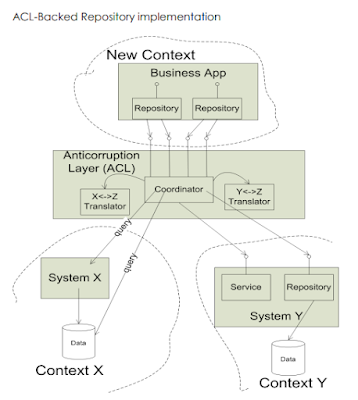 ACL-Backed Repository implementation
New Context
Business App
Repository
Repository
Anticorruption
Layer (ACL)
Coordinator
X<->Z
Translator
Y<->Z
Translator
query
query
System X
Data
Context X
Service
Repository
System Y
Data
Context Y